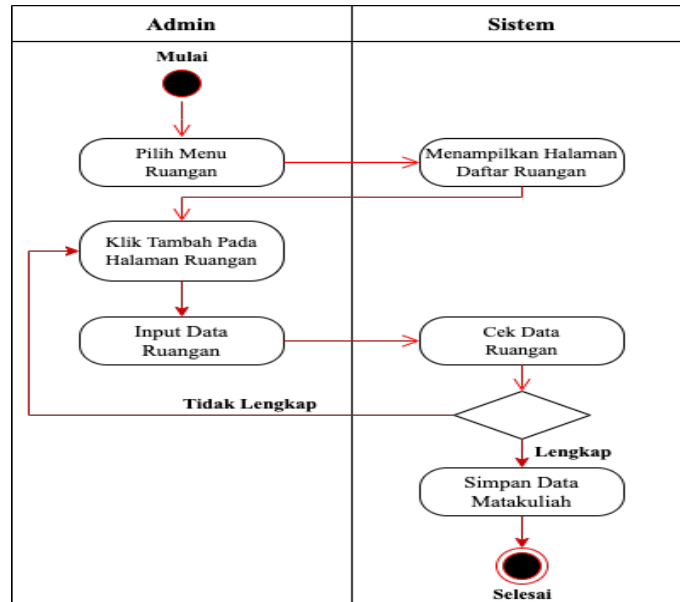 Admin
Sistem
Mulai
Pilih Menu
Ruangan
Menampilkan Halaman
Daftar Ruangan
Klik Tambah Pada
Halaman Ruangan
Input Data
Ruangan
Cek Data
Ruangan
Tidak Lengkap
Lengkap
Simpan Data
Matakuliah
Selesai